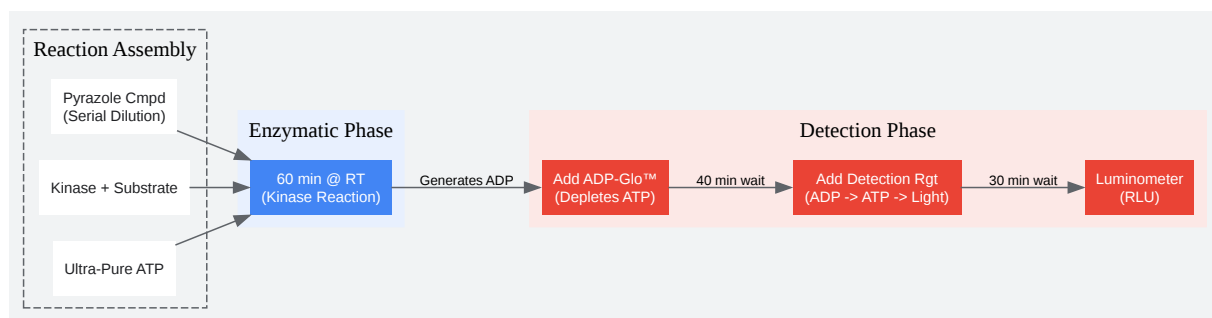 Reaction Assembly
Pyrazole Cmpd
(Serial Dilution)
Kinase + Substrate
Ultra-Pure ATP
Enzymatic Phase
60 min @ RT
(Kinase Reaction)
Generates ADP
Detection Phase
Add ADP-Glo™
(Depletes ATP)
40 min wait
Add Detection Rgt
(ADP -> ATP -> Light)
30 min wait
Luminometer
(RLU)